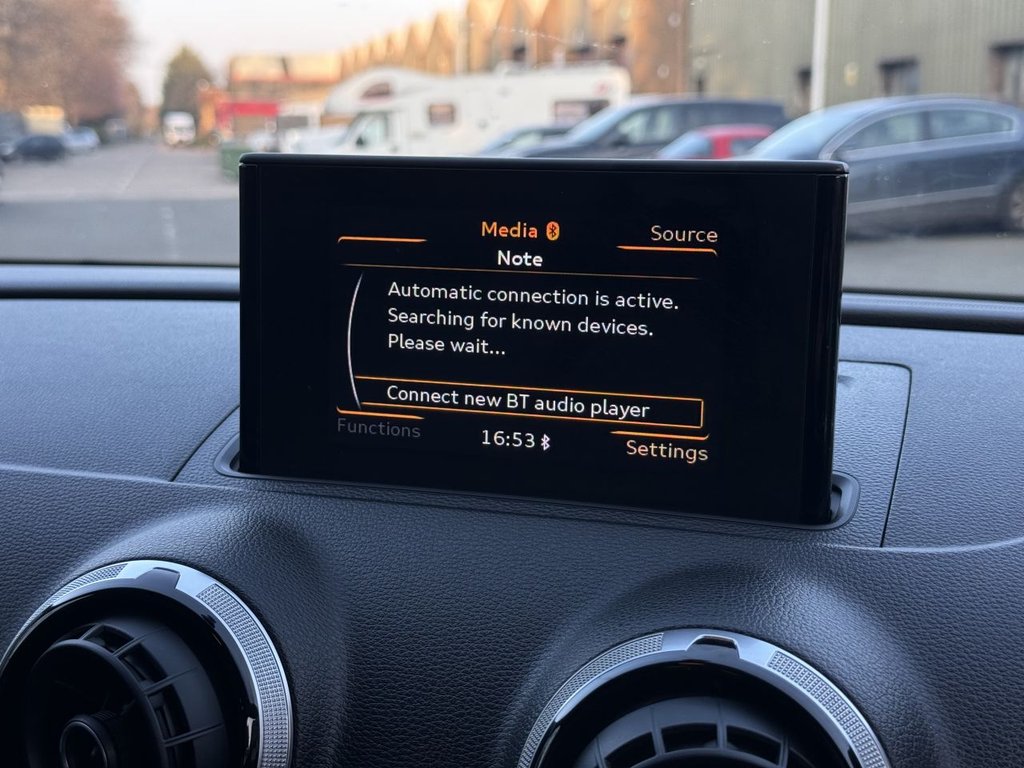 Media
Source
Note
Automatic connection is active.
Searching for known devices.
Please wait...
Connect new BT audio player
Functions
16:53
Settings